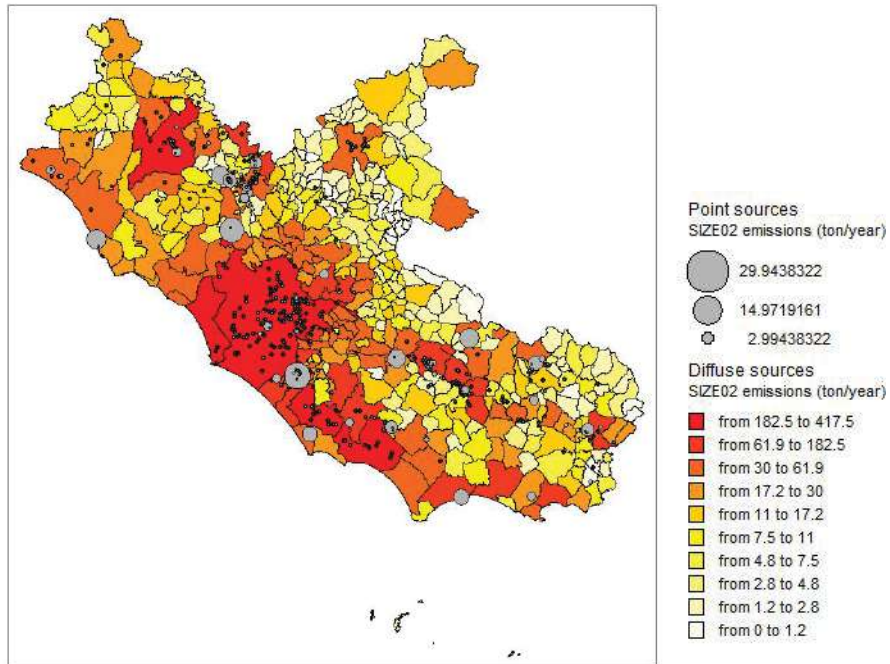 Point sources
SIZE02 emissions (ton/year)
29.9438322
14.9719161
2.99438322
Diffuse sources
SIZE02 emissions (ton/year)
from 182.5 to 417.5
from 61.9 to 182.5
from 30 to 61.9
from 17.2 to 30
from 11 to 17.2
from 7.5 to 11
from 4.8 to 7.5
from 2.8 to 4.8
from 1.2 to 2.8
from 0 to 1.2